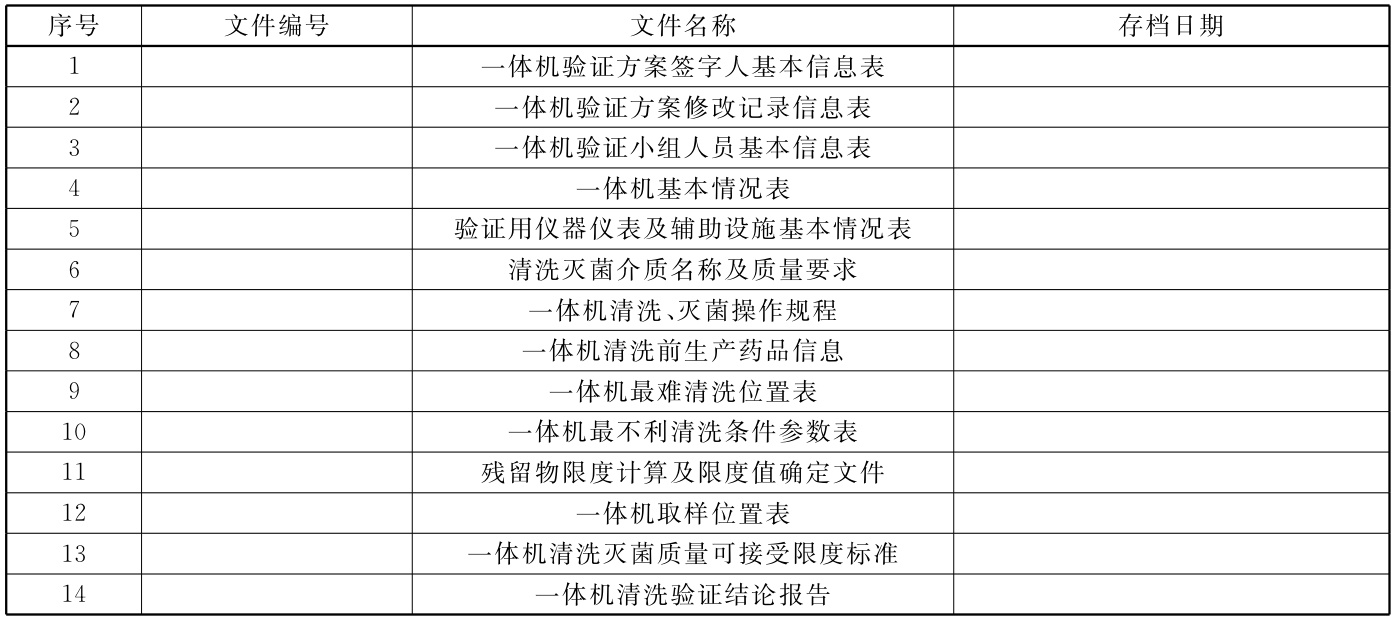 序号 文件编号 文件名称 存档日期
1 一体机验证方案签字人基本信息表
2 一体机验证方案修改记录信息表
3 一体机验证小组人员基本信息表
4 一体机基本情况表
5 验证用仪器仪表及辅助设施基本情况表
6 清洗灭菌介质名称及质量要求
7 一体机清洗、灭菌操作规程
8 一体机清洗前生产药品信息
9 一体机最难清洗位置表
10 一体机最不利清洗条件参数表
11 残留物限度计算及限度值确定文件
12 一体机取样位置表
13 一体机清洗灭菌质量可接受限度标准
14 一体机清洗验证结论报告